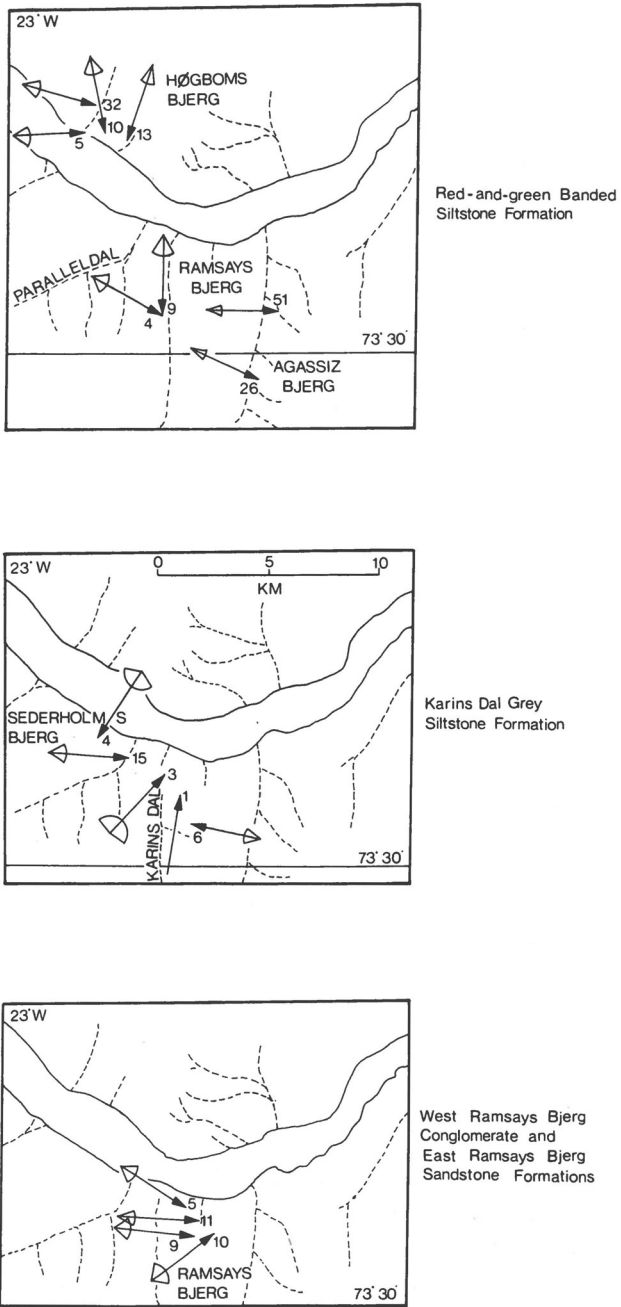 23° W
HØGBOMS
BJERG
32
10
13
5
Red-and-green Banded
Siltstone Formation
PARALLELDAL
RAMSAYS
BJERG
51
9
4
73° 30'
AGASSIZ
BJERG
26
23° W
0 5 10
KM
Karins Dal Grey
Siltstone Formation
SEDERHOLM S
BJERG
4
15
3
1
KARINS DAL
6
73° 30'
23° W
West Ramsays Bjerg
Conglomerate and
East Ramsays Bjerg
Sandstone Formations
5
11
9
10
RAMSAYS
BJERG
73° 30'